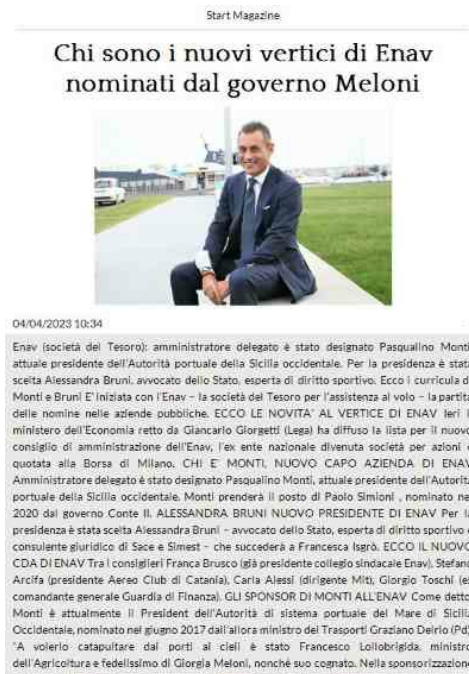 Start Magazine
Chi sono i nuovi vertici di Enav
nominati dal governo Meloni
04/04/2023 10:34
Enav (società del Tesoro): amministratore delegato è stato designato Pasqualino Monti,
attuale presidente dell'Autorità portuale della Sicilia occidentale. Per la presidenza è stata
scelta Alessandra Bruni, avvocato dello Stato, esperta di diritto sportivo. Ecco i curricula di
Monti e Bruni E' iniziata con l'Enav – la società del Tesoro per l'assistenza al volo – la partita
delle nomine nelle aziende pubbliche. ECCO LE NOVITA' AL VERTICE DI ENAV Ieri il
ministero dell'Economia retto da Giancarlo Giorgetti (Lega) ha diffuso la lista per il nuovo
consiglio di amministrazione dell'Enav, l'ex ente nazionale divenuta società per azioni e
quotata alla Borsa di Milano. CHI E' MONTI, NUOVO CAPO AZIENDA DI ENAV
Amministratore delegato è stato designato Pasqualino Monti, attuale presidente dell'Autorità
portuale della Sicilia occidentale. Monti prenderà il posto di Paolo Simioni , nominato nel
2020 dal governo Conte II. ALESSANDRA BRUNI NUOVO PRESIDENTE DI ENAV Per la
presidenza è stata scelta Alessandra Bruni – avvocato dello Stato, esperta di diritto sportivo e
consulente giuridico di Sace e Simest – che succederà a Francesca Isgrò. ECCO IL NUOVO
CDA DI ENAV Tra i consiglieri Franca Brusco (già presidente collegio sindacale Enav), Stefano
Arcifa (presidente Aereo Club di Catania), Carla Alessi (dirigente Mit), Giorgio Toschi (ex
comandante generale Guardia di Finanza). GLI SPONSOR DI MONTI ALL'ENAV Come detto,
Monti è attualmente il President dell'Autorità di sistema portuale del Mare di Sicilia
Occidentale, nominato nel giugno 2017 dall'allora ministro dei Trasporti Graziano Delrio (Pd)
"A volerlo catapultare dai porti ai cieli è stato Francesco Lollobrigida, ministro
dell'Agricoltura e fedelissimo di Giorgia Meloni, nonché suo cognato. Nella sponsorizzazione